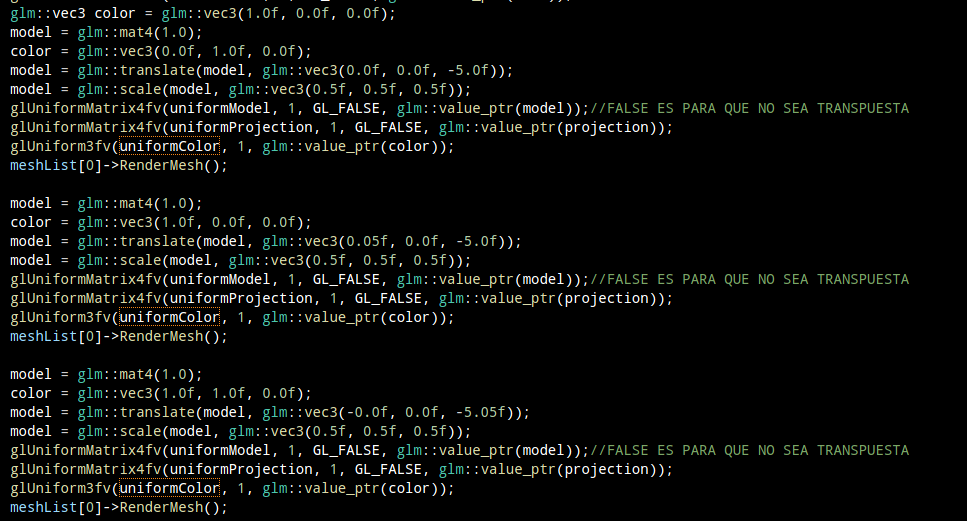 glm::vec3 color = glm::vec3(1.0f, 0.0f, 0.0f);
model = glm::mat4(1.0);
color = glm::vec3(0.0f, 1.0f, 0.0f);
model = glm::translate(model, glm::vec3(0.0f, 0.0f, -5.0f));
model = glm::scale(model, glm::vec3(0.5f, 0.5f, 0.5f));
glUniformMatrix4fv(uniformModel, 1, GL_FALSE, glm::value_ptr(model));//FALSE ES PARA QUE NO SEA TRANSPUESTA
glUniformMatrix4fv(uniformProjection, 1, GL_FALSE, glm::value_ptr(projection));
glUniform3fv(uniformColor, 1, glm::value_ptr(color));
meshList[0]->RenderMesh();

model = glm::mat4(1.0);
color = glm::vec3(1.0f, 0.0f, 0.0f);
model = glm::translate(model, glm::vec3(0.05f, 0.0f, -5.0f));
model = glm::scale(model, glm::vec3(0.5f, 0.5f, 0.5f));
glUniformMatrix4fv(uniformModel, 1, GL_FALSE, glm::value_ptr(model));//FALSE ES PARA QUE NO SEA TRANSPUESTA
glUniformMatrix4fv(uniformProjection, 1, GL_FALSE, glm::value_ptr(projection));
glUniform3fv(uniformColor, 1, glm::value_ptr(color));
meshList[0]->RenderMesh();

model = glm::mat4(1.0);
color = glm::vec3(1.0f, 1.0f, 0.0f);
model = glm::translate(model, glm::vec3(-0.0f, 0.0f, -5.05f));
model = glm::scale(model, glm::vec3(0.5f, 0.5f, 0.5f));
glUniformMatrix4fv(uniformModel, 1, GL_FALSE, glm::value_ptr(model));//FALSE ES PARA QUE NO SEA TRANSPUESTA
glUniformMatrix4fv(uniformProjection, 1, GL_FALSE, glm::value_ptr(projection));
glUniform3fv(uniformColor, 1, glm::value_ptr(color));
meshList[0]->RenderMesh();